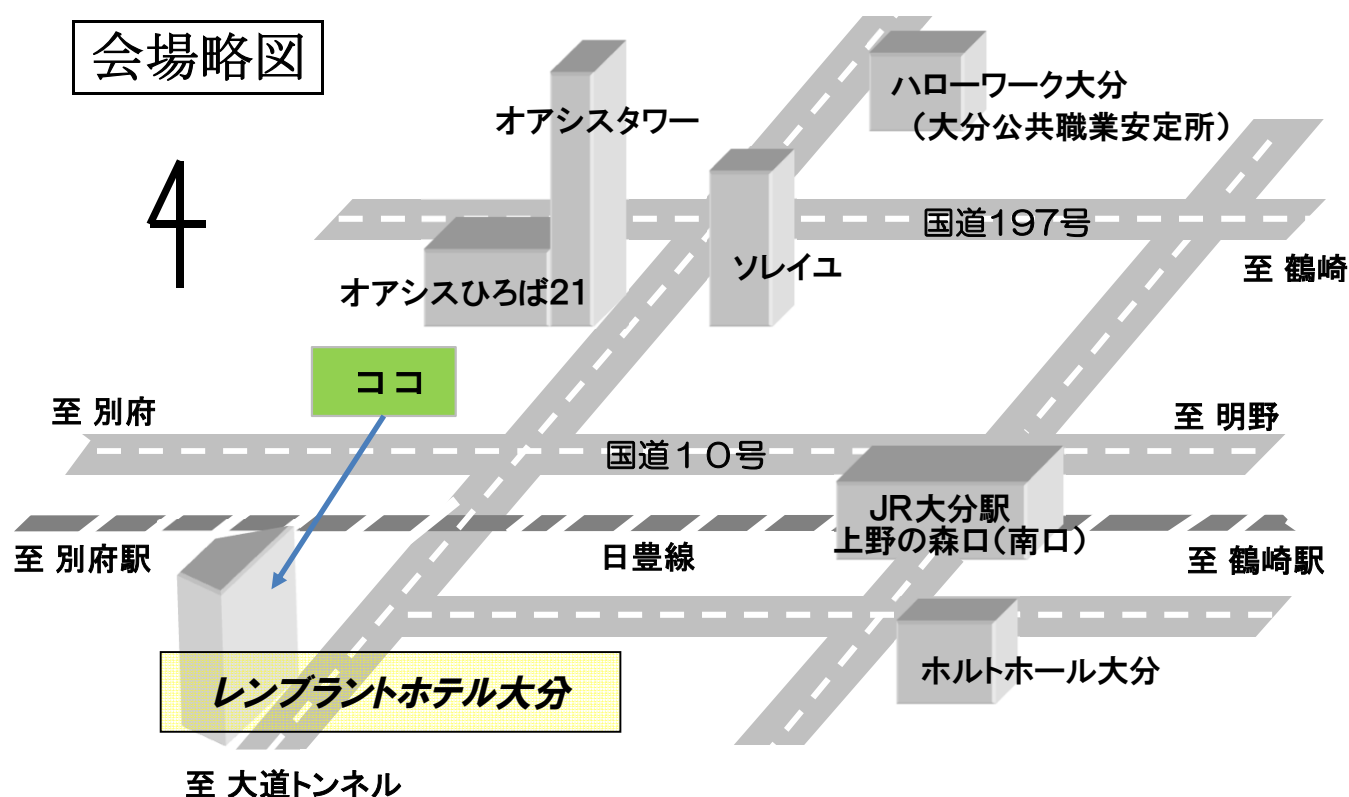 会場略図
ハローワーク大分
（大分公共職業安定所）
オアシスタワー
国道１９７号
ソレイユ
至 鶴崎
オアシスひろば２１
ココ
至 別府
至 明野
国道１０号
ＪＲ大分駅
上野の森口（南口）
至 別府駅
日豊線
至 鶴崎駅
ホルトホール大分
レンブラントホテル大分
至 大道トンネル